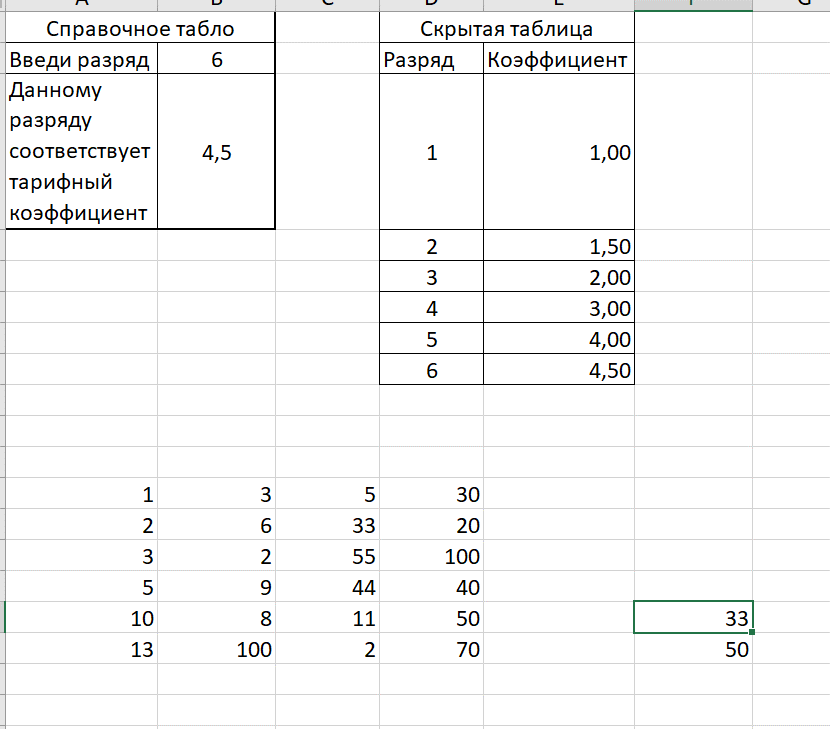 Справочное табло Скрытая таблица
Введи разряд 6 Разряд Коэффициент
Данному
разряду
соответствует 4,5 1 1,00
тарифный
коэффициент
2 1,50
3 2,00
4 3,00
5 4,00
6 4,50
1 3 5 30
2 6 33 20
3 2 55 100
5 9 44 40
10 8 11 50 33
13 100 2 70 50